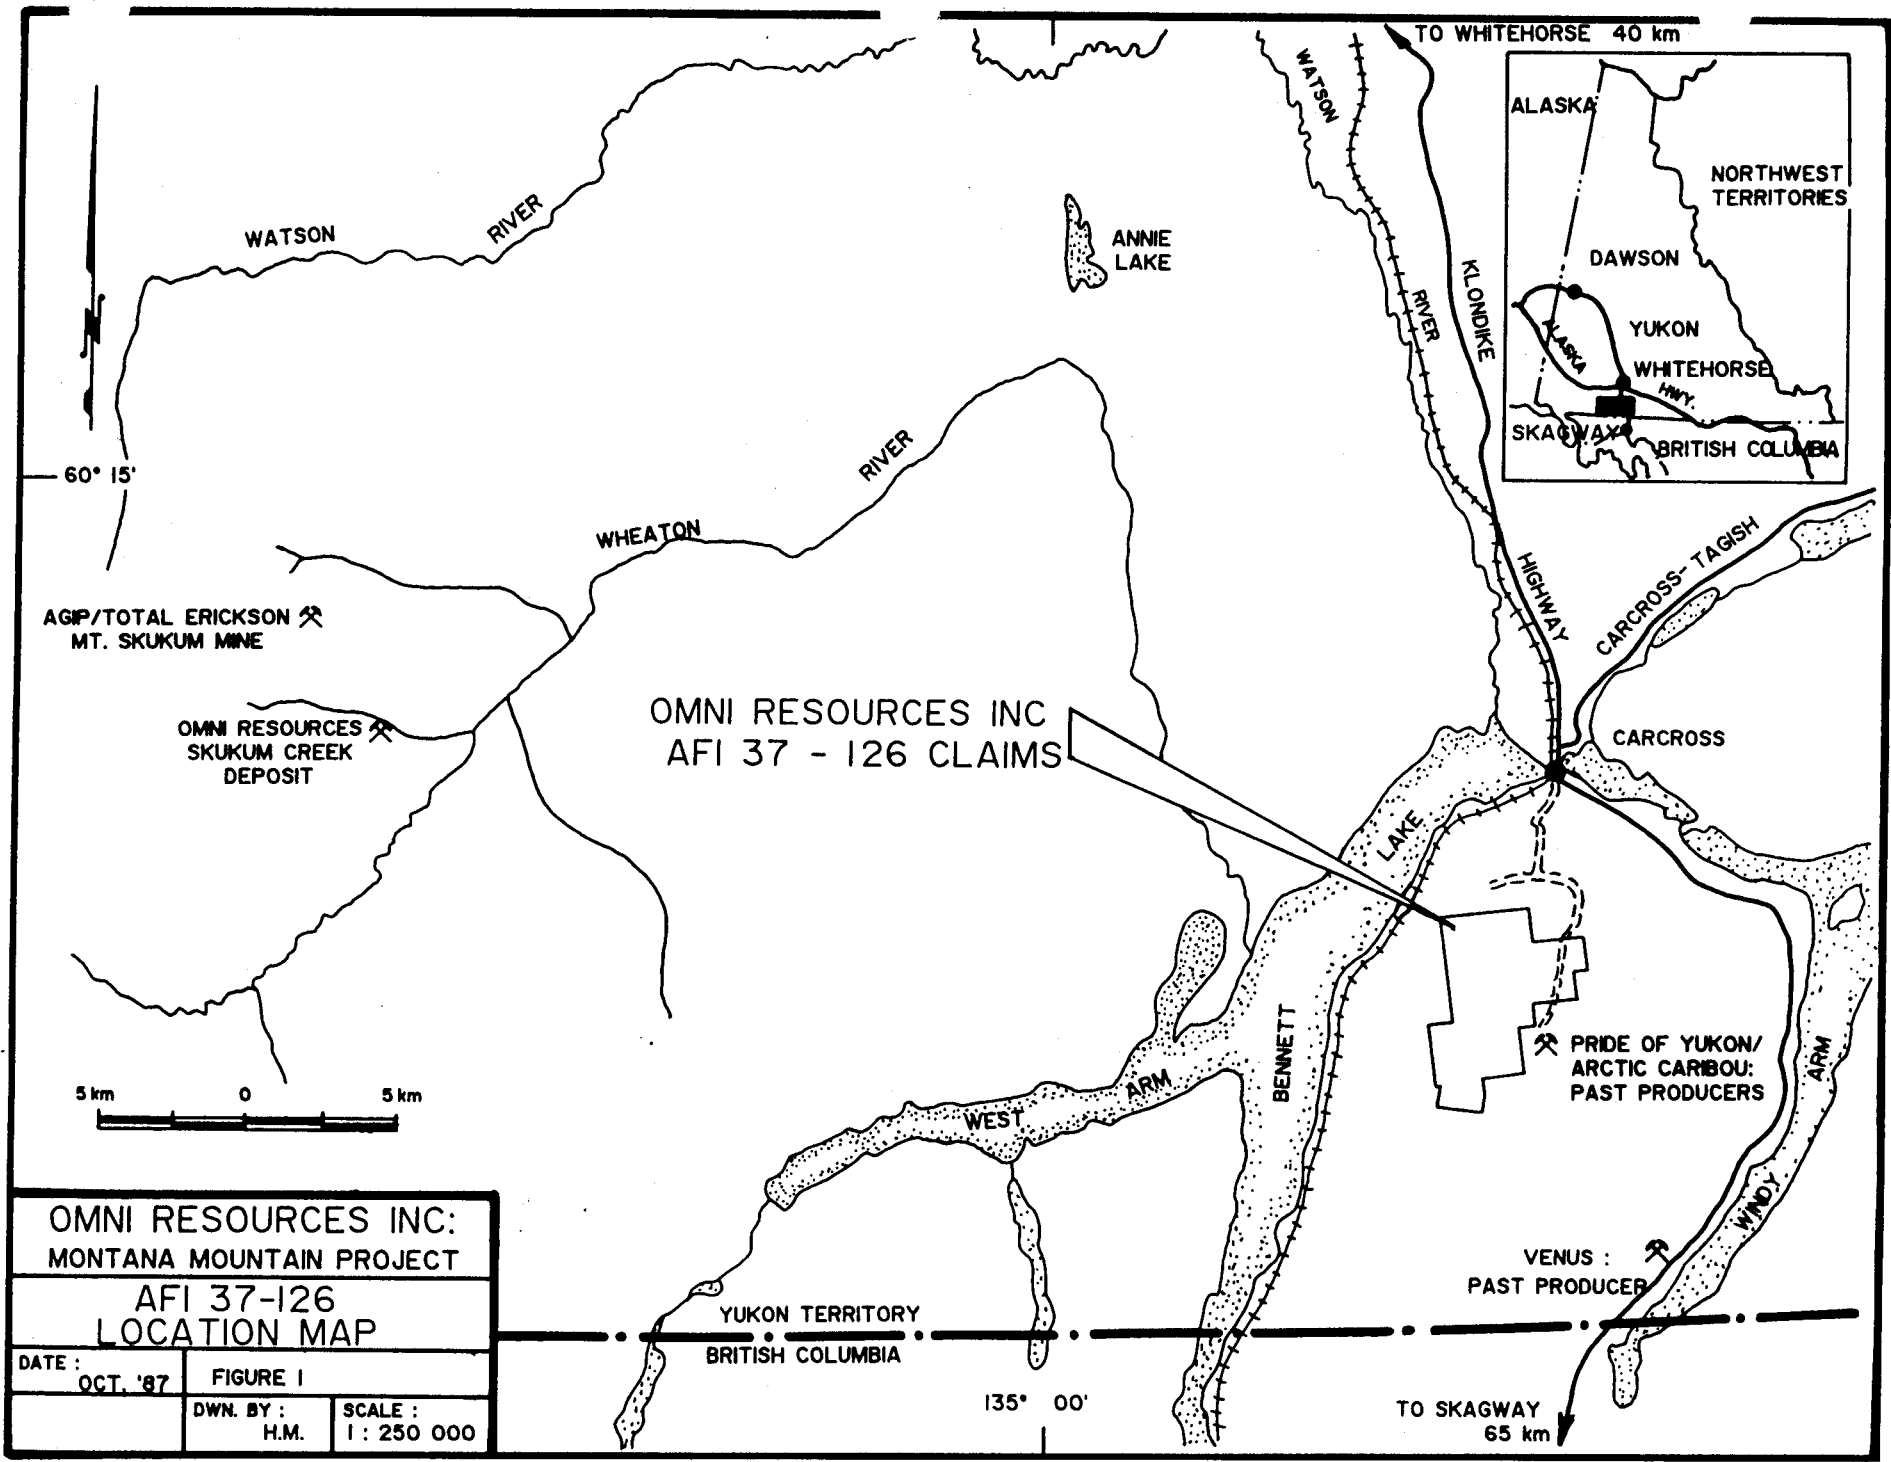 TO WHITEHORSE 40 km
WATSON
RIVER
WATSON
RIVER
ANNIE
LAKE
KLONDIKE
HIGHWAY
ALASKA
NORTHWEST
TERRITORIES
DAWSON
YUKON
ALASKA
WHITEHORSE
HWY.
SKAGWAY
BRITISH COLUMBIA
60° 15'
WHEATON
RIVER
CARCROSS-TAGISH
AGIP/TOTAL ERICKSON
MT. SKUKUM MINE
OMNI RESOURCES
SKUKUM CREEK
DEPOSIT
OMNI RESOURCES INC
AFI 37 - 126 CLAIMS
CARCROSS
LAKE
BENNETT
WEST
ARM
PRIDE OF YUKON/
ARCTIC CARIBOU:
PAST PRODUCERS
ARM
WINDY
VENUS :
PAST PRODUCER
5 km 0 5 km
YUKON TERRITORY
BRITISH COLUMBIA
135° 00'
TO SKAGWAY
65 km
OMNI RESOURCES INC:
MONTANA MOUNTAIN PROJECT
AFI 37-126
LOCATION MAP
DATE :
OCT. '87
FIGURE 1
DWN. BY :
H.M.
SCALE :
1 : 250 000